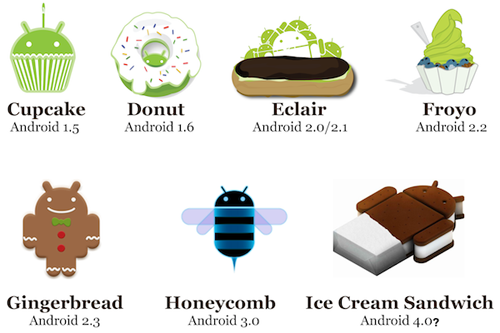 Cupcake
Android 1.5
Donut
Android 1.6
Eclair
Android 2.0/2.1
Froyo
Android 2.2
Gingerbread
Android 2.3
Honeycomb
Android 3.0
Ice Cream Sandwich
Android 4.0?